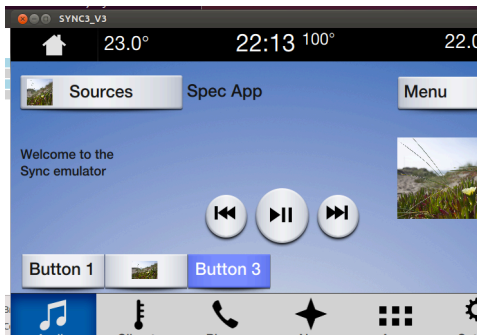 SYNC3_V3
23.0° 22:13 100° 22.0
Sources Spec App Menu
Welcome to the
Sync emulator
Button 1 Button 3